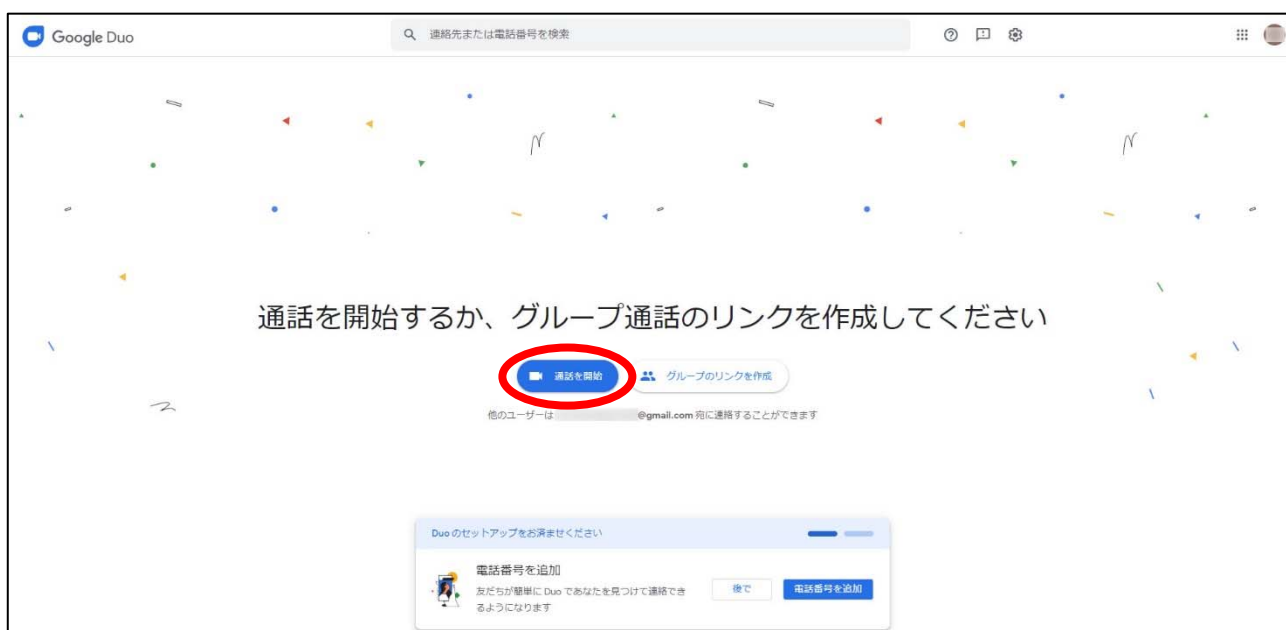 Google Duo
連絡先または電話番号を検索
通話を開始するか、グループ通話のリンクを作成してください
通話を開始 グループのリンクを作成
他のユーザーは @gmail.com 宛に連絡することができます
Duo のセットアップをお済ませください
電話番号を追加
友だちが簡単に Duo であなたを見つけて連絡でき
るようになります
後で 電話番号を追加